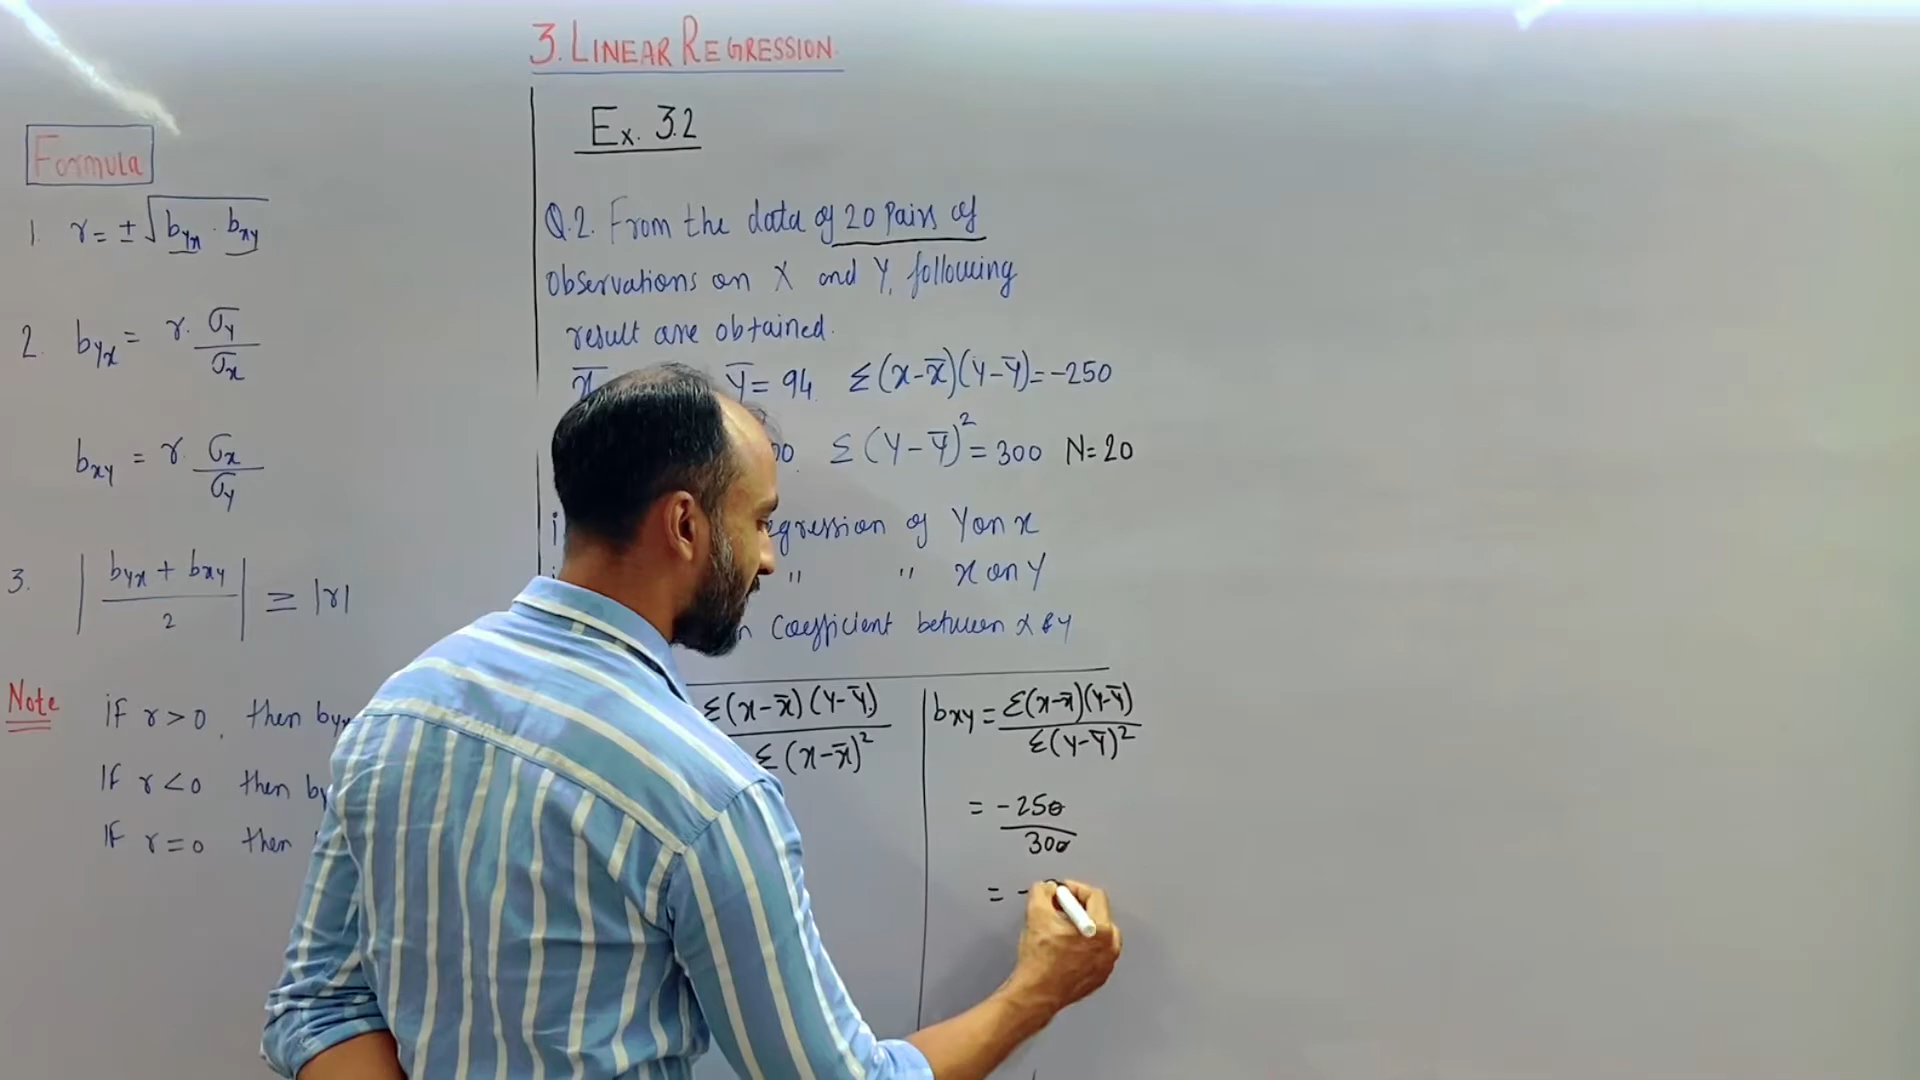 3. LINEAR REGRESSION.
Formula
1. r = ± √(byx . bxy)
2. byx = r. σy / σx
bxy = r. σx / σy
3. | (byx + bxy) / 2 | ≥ |r|
Note
IF r > 0, then byx
IF r < 0 then by
IF r = 0 then
Ex. 3.2
Q.2. From the data of 20 Pairs of
Observations on X and Y, following
result are obtained.
x̄ ȳ = 94 Σ(x-x̄)(y-ȳ) = -250
00 Σ(y-ȳ)² = 300 N = 20
gression of Y on x
" " x on y
n Coefficient between x & y
Σ(x-x̄)(y-ȳ) / Σ(x-x̄)²
bxy = Σ(x-x̄)(y-ȳ) / Σ(y-ȳ)²
= -250 / 300
= -